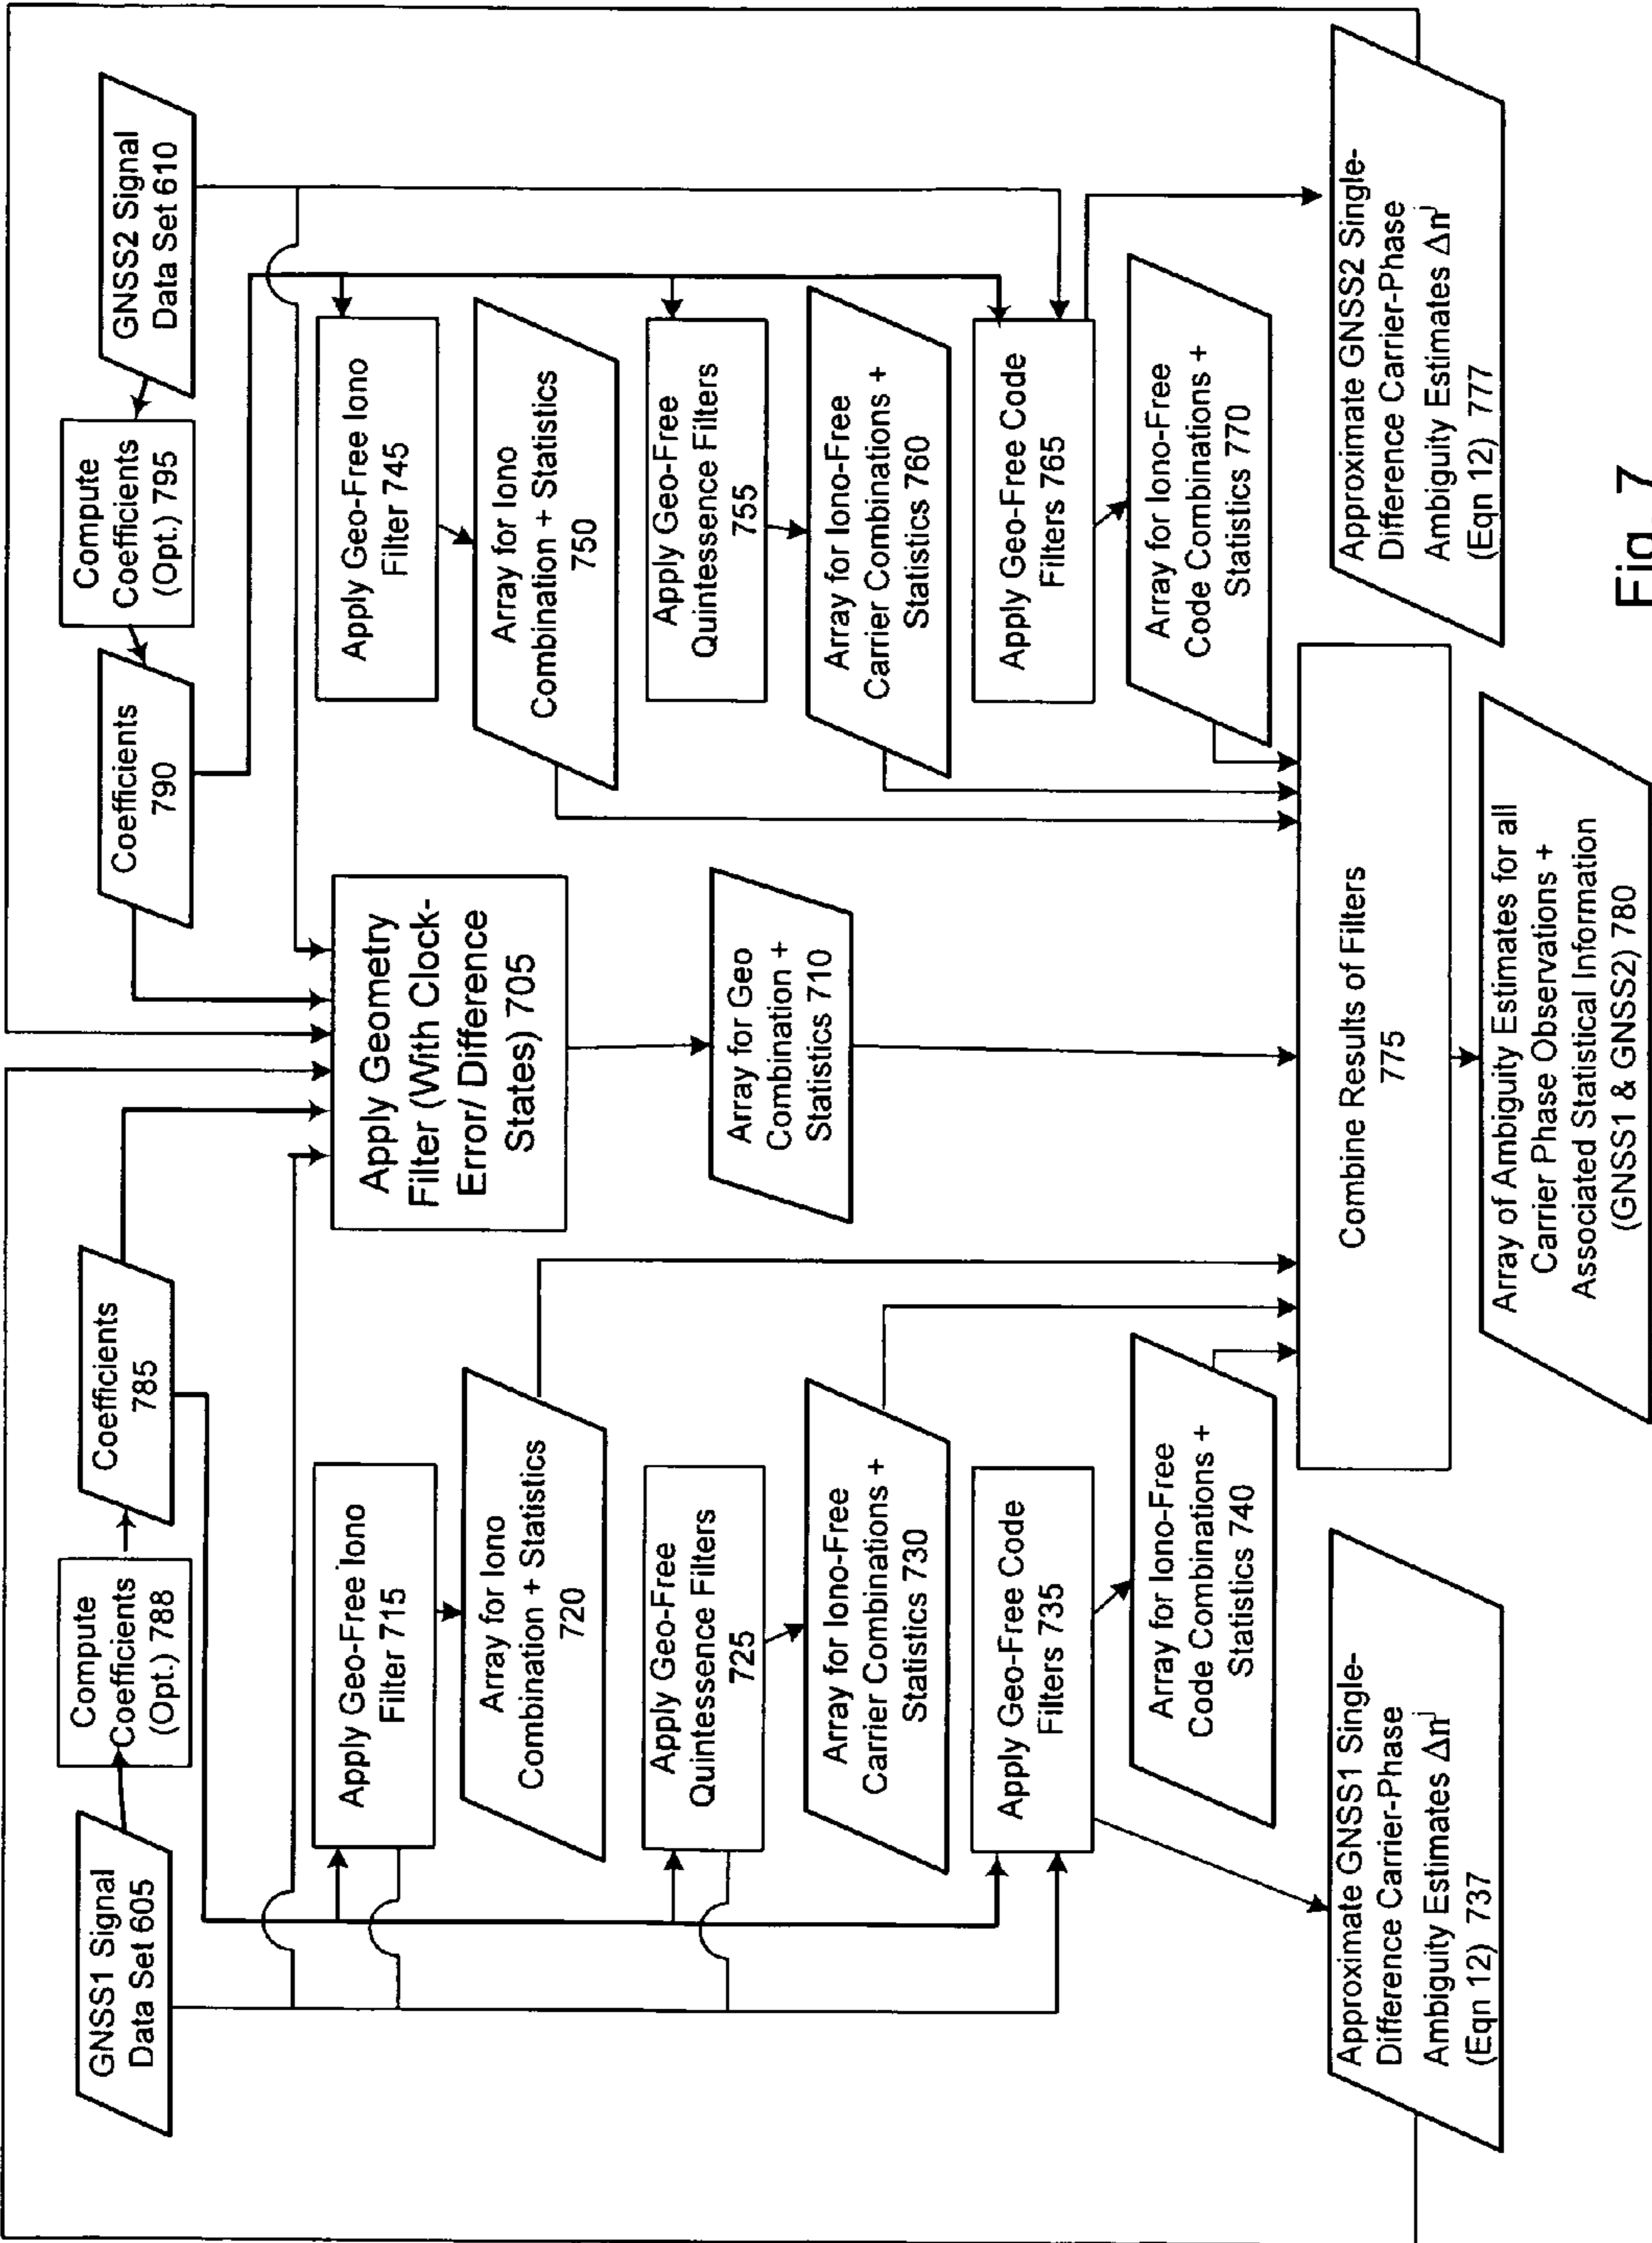 GNSS1 Signal
Data Set 605
Compute
Coefficients
(Opt.) 788
Coefficients
785
Coefficients
790
Compute
Coefficients
(Opt.) 795
GNSS2 Signal
Data Set 610
Apply Geo-Free Iono
Filter 715
Array for Iono
Combination + Statistics
720
Apply Geo-Free
Quintessence Filters
725
Array for Iono-Free
Carrier Combinations +
Statistics 730
Apply Geo-Free Code
Filters 735
Array for Iono-Free
Code Combinations +
Statistics 740
Approximate GNSS1 Single-
Difference Carrier-Phase
Ambiguity Estimates Δn^j
(Eqn 12) 737
Apply Geometry
Filter (With Clock-
Error/ Difference
States) 705
Array for Geo
Combination +
Statistics 710
Apply Geo-Free Iono
Filter 745
Array for Iono
Combination + Statistics
750
Apply Geo-Free
Quintessence Filters
755
Array for Iono-Free
Carrier Combinations +
Statistics 760
Apply Geo-Free Code
Filters 765
Array for Iono-Free
Code Combinations +
Statistics 770
Approximate GNSS2 Single-
Difference Carrier-Phase
Ambiguity Estimates Δn^j
(Eqn 12) 777
Combine Results of Filters
775
Array of Ambiguity Estimates for all
Carrier Phase Observations +
Associated Statistical Information
(GNSS1 & GNSS2) 780
Fig. 7